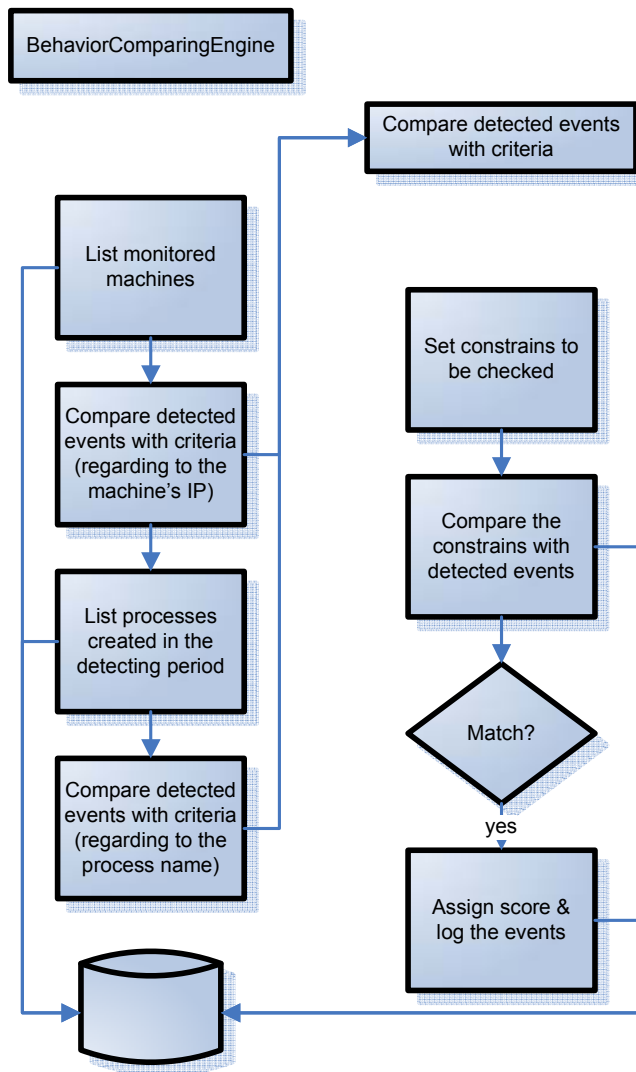 BehaviorComparingEngine
Compare detected events
with criteria
List monitored
machines
Compare detected
events with criteria
(regarding to the
machine's IP)
List processes
created in the
detecting period
Compare detected
events with criteria
(regarding to the
process name)
Set constrains to
be checked
Compare the
constrains with
detected events
Match?
yes
Assign score &
log the events